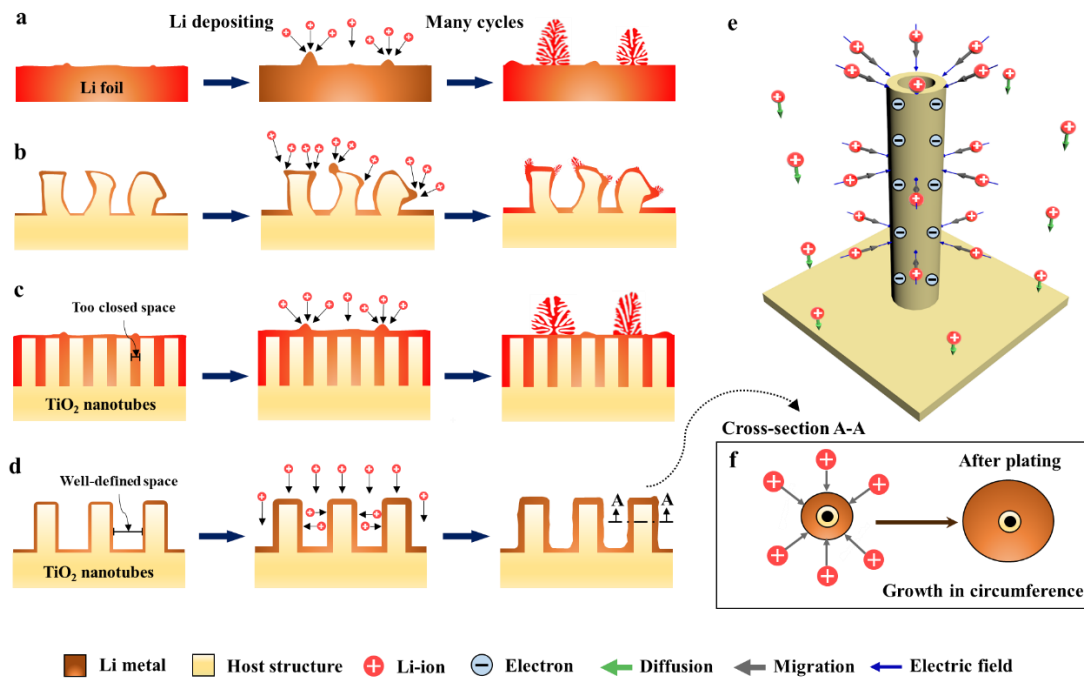 a
Li depositing
Many cycles
Li foil
b
c
Too closed space
TiO₂ nanotubes
d
Well-defined space
A
A
TiO₂ nanotubes
e
Cross-section A-A
f
After plating
Growth in circumference
Li metal
Host structure
Li-ion
Electron
Diffusion
Migration
Electric field